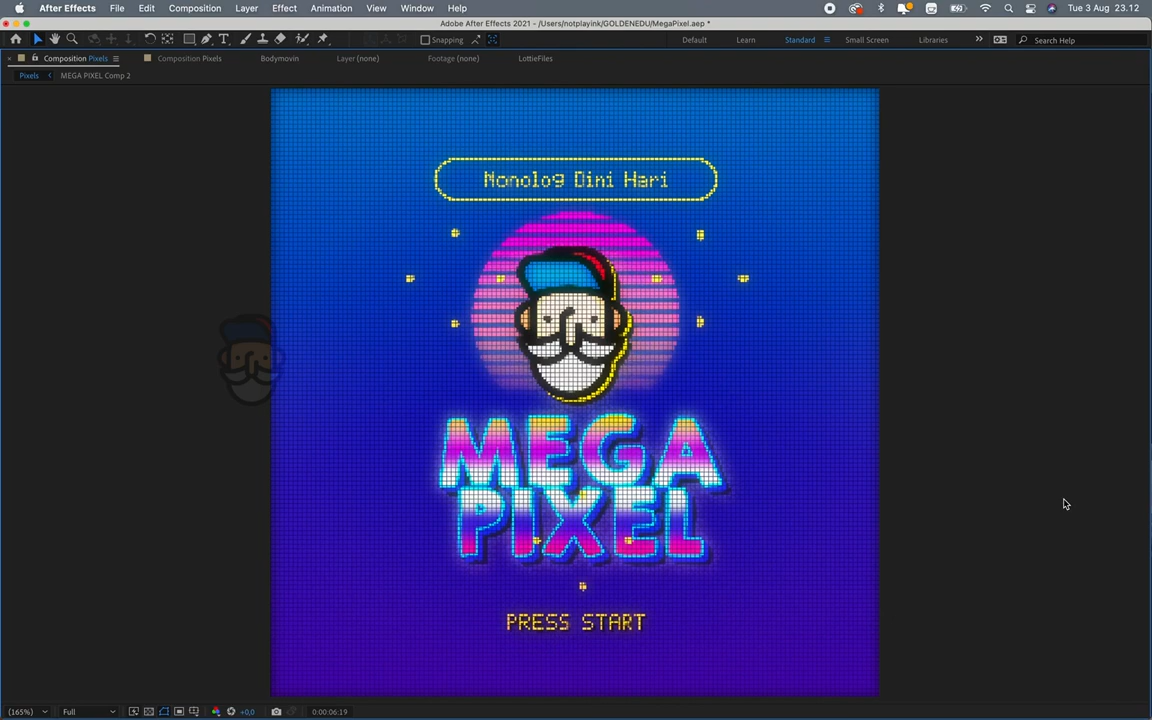 After Effects File Edit Composition Layer Effect Animation View Window Help Tue 3 Aug 23.12
Adobe After Effects 2021 - /Users/notplayink/GOLDENEDU/MegaPixel.aep *
Snapping Default Learn Standard Small Screen Libraries Search Help
Composition Pixels Composition Pixels Bodymovin Layer (none) Footage (none) LottieFiles
Pixels MEGA PIXEL Comp 2
Nonolog Dini Hari
MEGA
PIXEL
PRESS START
(165%) Full +0,0 0:00:06:19